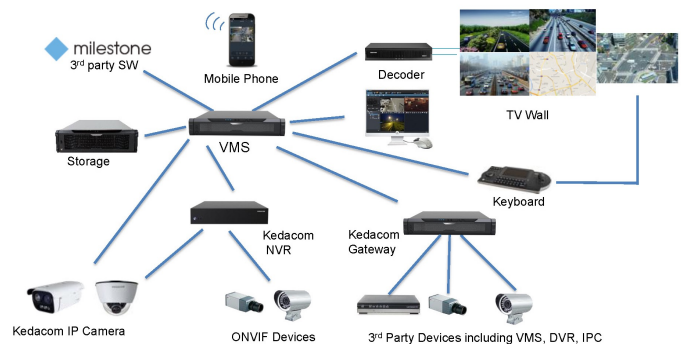 milestone
3rd party SW
Mobile Phone
Decoder
TV Wall
Storage
VMS
Keyboard
Kedacom
NVR
Kedacom
Gateway
Kedacom IP Camera
ONVIF Devices
3rd Party Devices including VMS, DVR, IPC